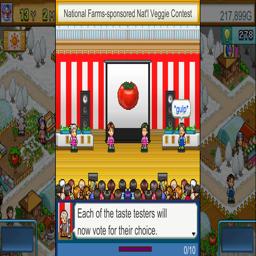 National Farms-sponsored Nat'l Veggie Contest
13 Y 2 M
217,899G
278
*gulp*
Each of the taste testers will
now vote for their choice.
0/10